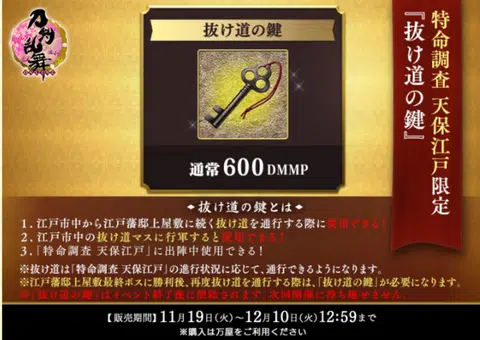 刀剣乱舞
抜け道の鍵
通常600DMMP
特命調査 天保江戸限定
『抜け道の鍵』
抜け道の鍵とは
1. 江戸市中から江戸藩邸上屋敷に続く抜け道を通行する際に使用できる!
2. 江戸市中の抜け道マスに行軍すると使用できる!
3. 「特命調査 天保江戸」に出陣中使用できる!
※抜け道は「特命調査 天保江戸」の進行状況に応じて、通行できるようになります。
※江戸藩邸上屋敷最終ボスに勝利後、再度抜け道を通行する際は、「抜け道の鍵」が必要になります。
※「抜け道の鍵」はイベント終了後に削除されます。次回開催に持ち越せません。
【販売期間】11月19日(火)〜12月10日(火)12:59まで
※購入は万屋をご利用ください